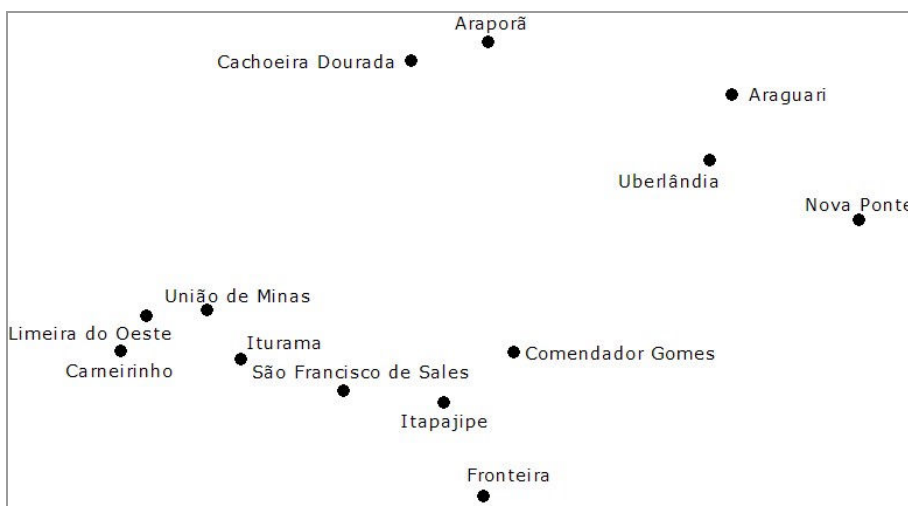 Araporã
Cachoeira Dourada
Araguari
Uberlândia
Nova Ponte
União de Minas
Limeira do Oeste
Iturama
Comendador Gomes
Carneirinho
São Francisco de Sales
Itapajipe
Fronteira